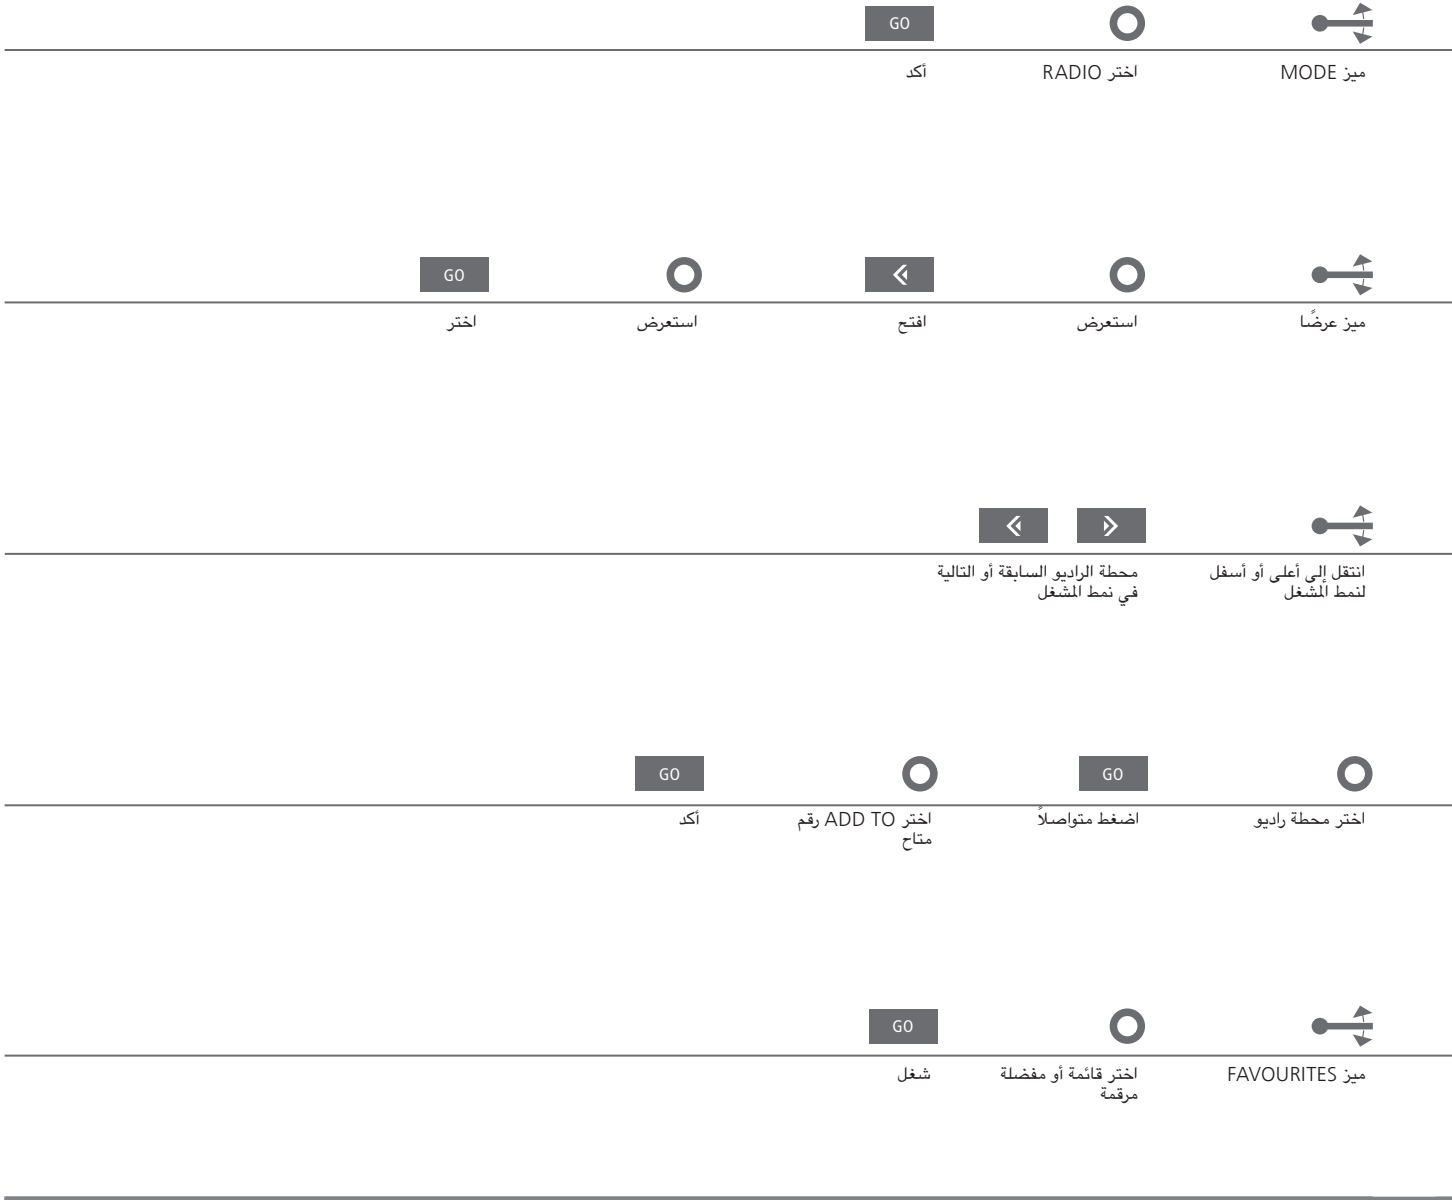 GO
ميز MODE
اختر RADIO
أكد
GO
ميز عرضًا
استعرض
افتح
استعرض
اختر
انتقل إلى أعلى أو أسفل
لنمط المشغل
محطة الراديو السابقة أو التالية
في نمط المشغل
GO
GO
اختر محطة راديو
اضغط متواصلاً
اختر ADD TO رقم
متاح
أكد
GO
ميز FAVOURITES
اختر قائمة أو مفضلة
مرقمة
شغل